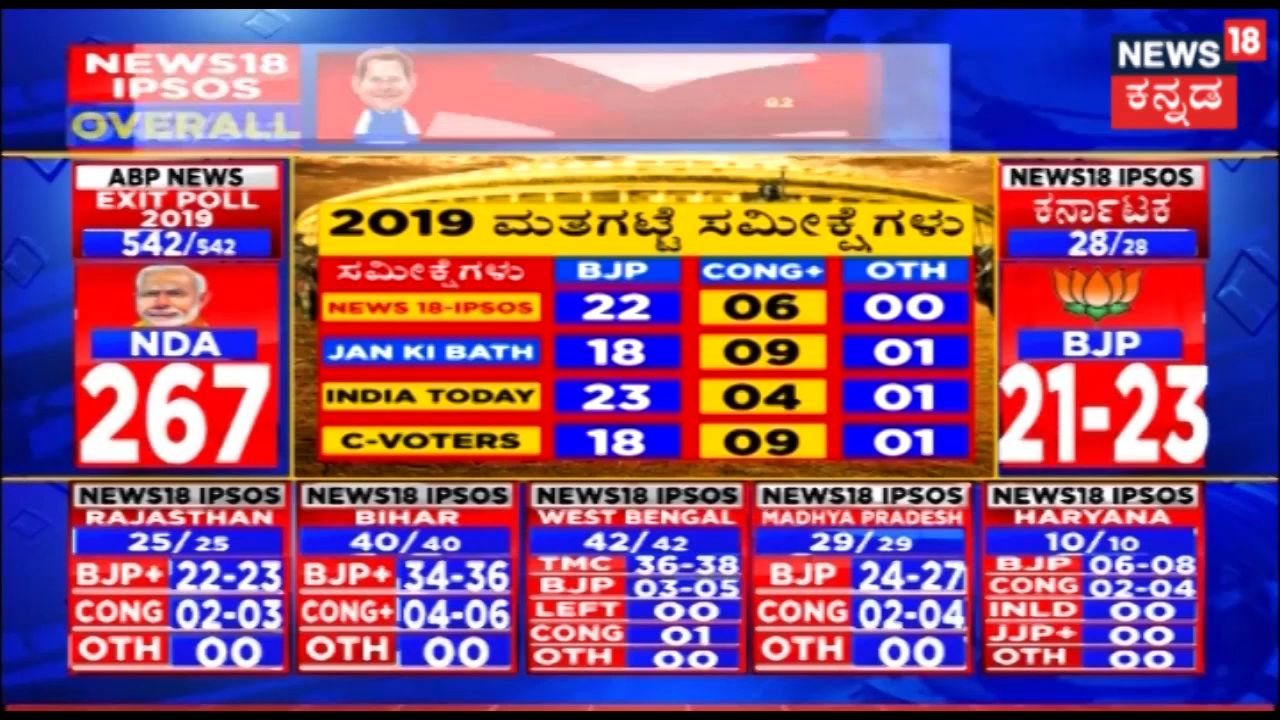 NEWS18
IPSOS
OVERALL
82
NEWS 18
ಕನ್ನಡ
ABP NEWS
EXIT POLL
2019
542/542
NDA
267
2019 ಮತಗಟ್ಟೆ ಸಮೀಕ್ಷೆಗಳು
ಸಮೀಕ್ಷೆಗಳು BJP CONG+ OTH
NEWS 18-IPSOS 22 06 00
JAN KI BATH 18 09 01
INDIA TODAY 23 04 01
C-VOTERS 18 09 01
NEWS18 IPSOS
ಕರ್ನಾಟಕ
28/28
BJP
21-23
NEWS18 IPSOS
RAJASTHAN
25/25
BJP+ 22-23
CONG 02-03
OTH 00
NEWS18 IPSOS
BIHAR
40/40
BJP+ 34-36
CONG+ 04-06
OTH 00
NEWS18 IPSOS
WEST BENGAL
42/42
TMC 36-38
BJP 03-05
LEFT 00
CONG 01
OTH 00
NEWS18 IPSOS
MADHYA PRADESH
29/29
BJP 24-27
CONG 02-04
OTH 00
NEWS18 IPSOS
HARYANA
10/10
BJP 06-08
CONG 02-04
INLD 00
JJP+ 00
OTH 00